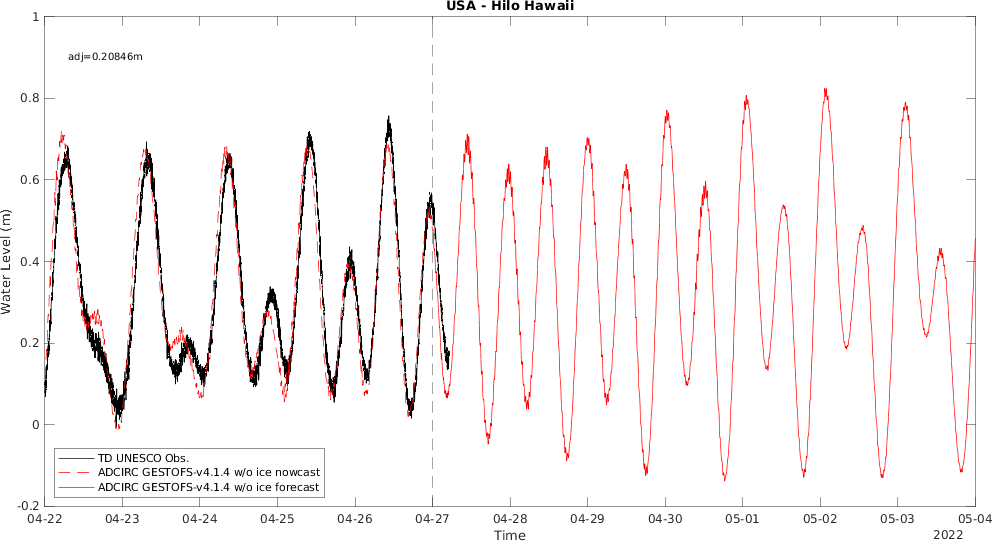 USA - Hilo Hawaii
adj=0.20846m
Water Level (m)
1
0.8
0.6
0.4
0.2
0
-0.2
TD UNESCO Obs.
ADCIRC GESTOFS-v4.1.4 w/o ice nowcast
ADCIRC GESTOFS-v4.1.4 w/o ice forecast
04-22 04-23 04-24 04-25 04-26 04-27 04-28 04-29 04-30 05-01 05-02 05-03 05-04
Time
2022